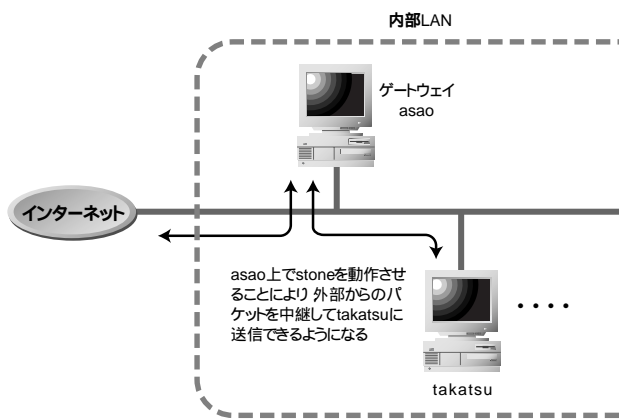 内部LAN
ゲートウェイ
asao
インターネット
asao上でstoneを動作させ
ることにより 外部からのパ
ケットを中継してtakatsuに
送信できるようになる
・・・・
takatsu